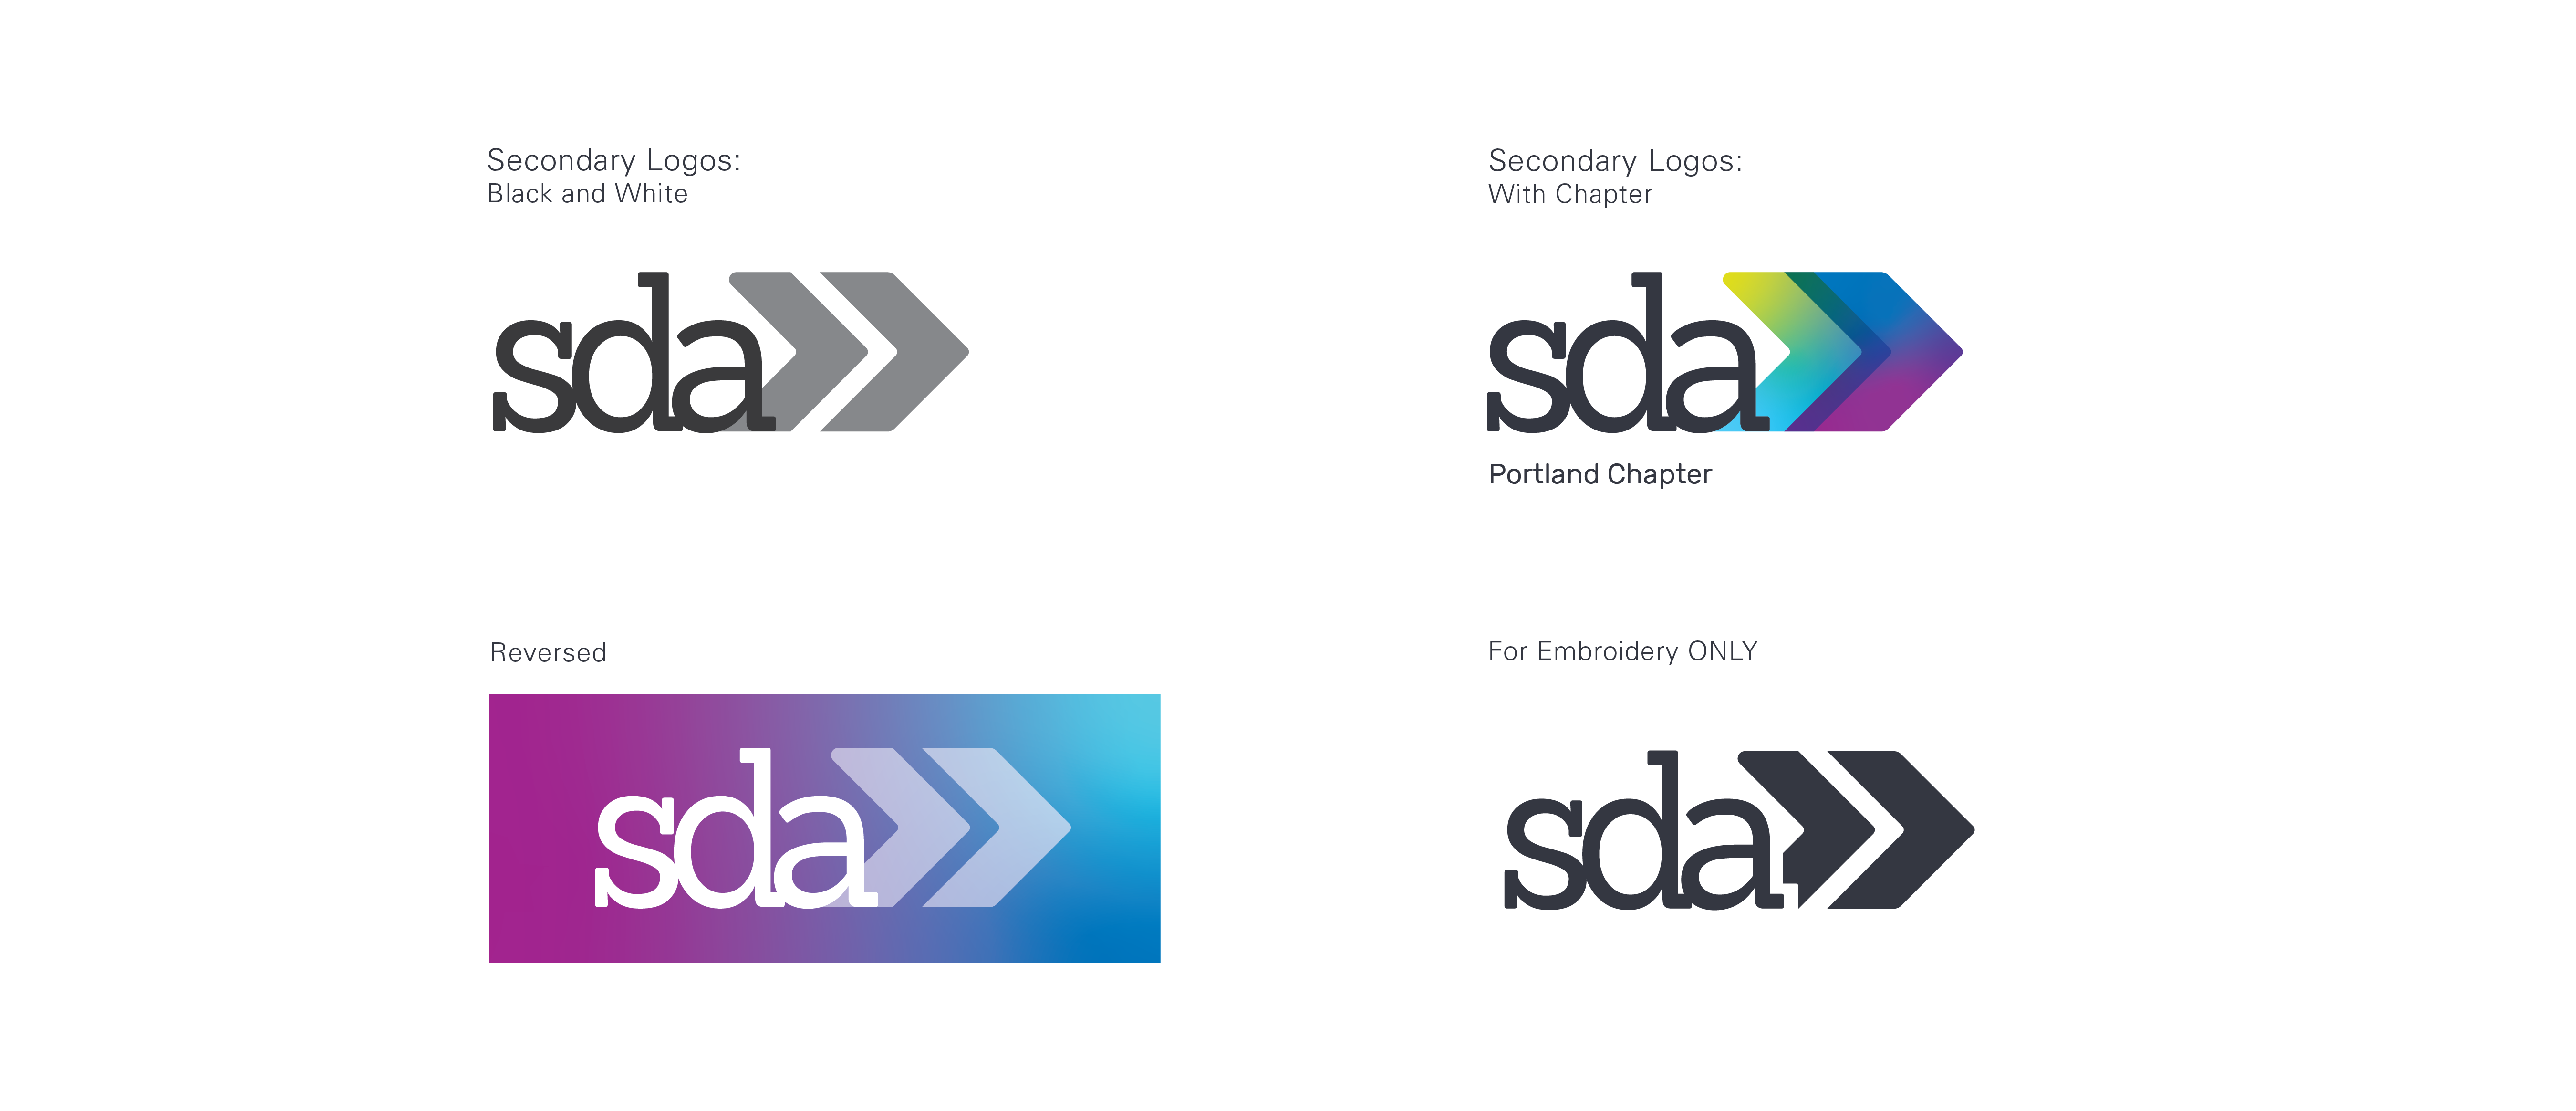 Secondary Logos:
Black and White
sda
Secondary Logos:
With Chapter
sda
Portland Chapter
Reversed
sda
For Embroidery ONLY
sda